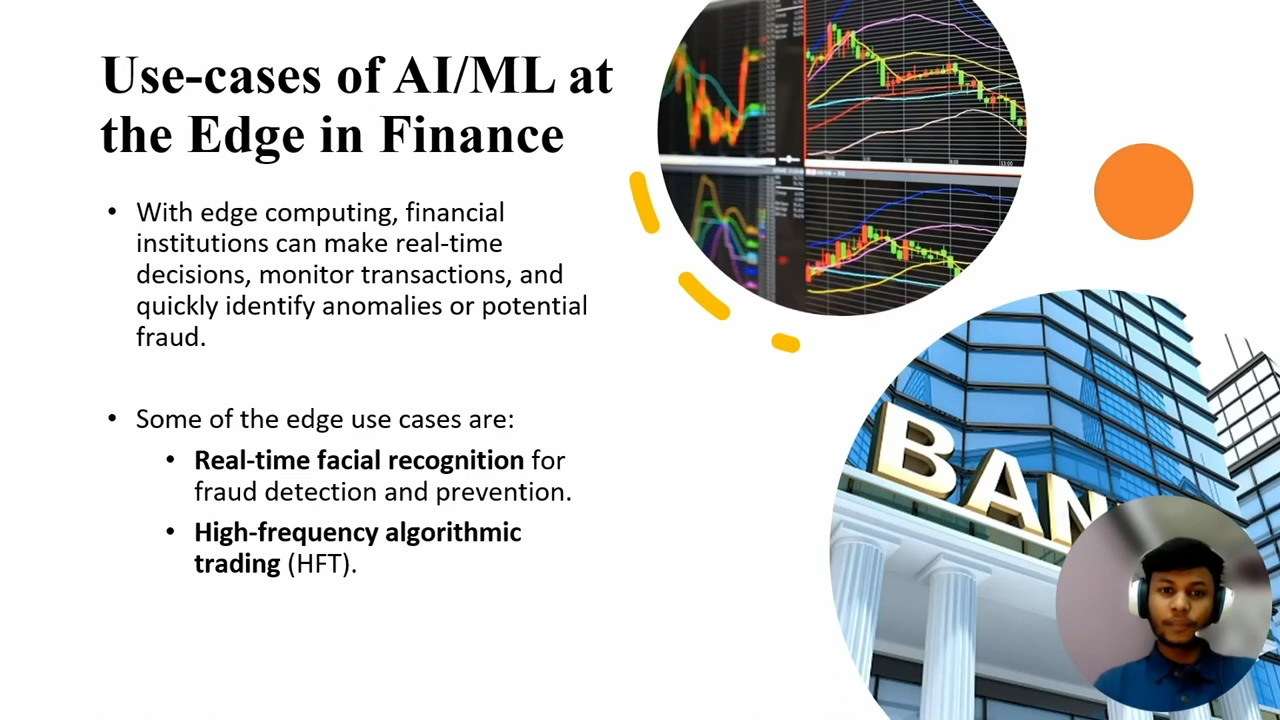 Use-cases of AI/ML at
the Edge in Finance
• With edge computing, financial
institutions can make real-time
decisions, monitor transactions, and
quickly identify anomalies or potential
fraud.
• Some of the edge use cases are:
• Real-time facial recognition for
fraud detection and prevention.
• High-frequency algorithmic
trading (HFT).
BAN